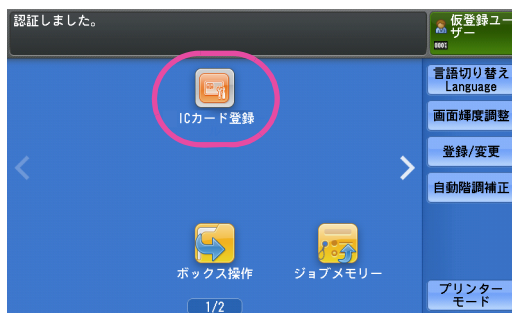 認証しました。
仮登録ユー
ザー
0001
言語切り替え
Language
画面輝度調整
ICカード登録
登録/変更
自動階調補正
ボックス操作
ジョブメモリー
プリンター
モード
1/2